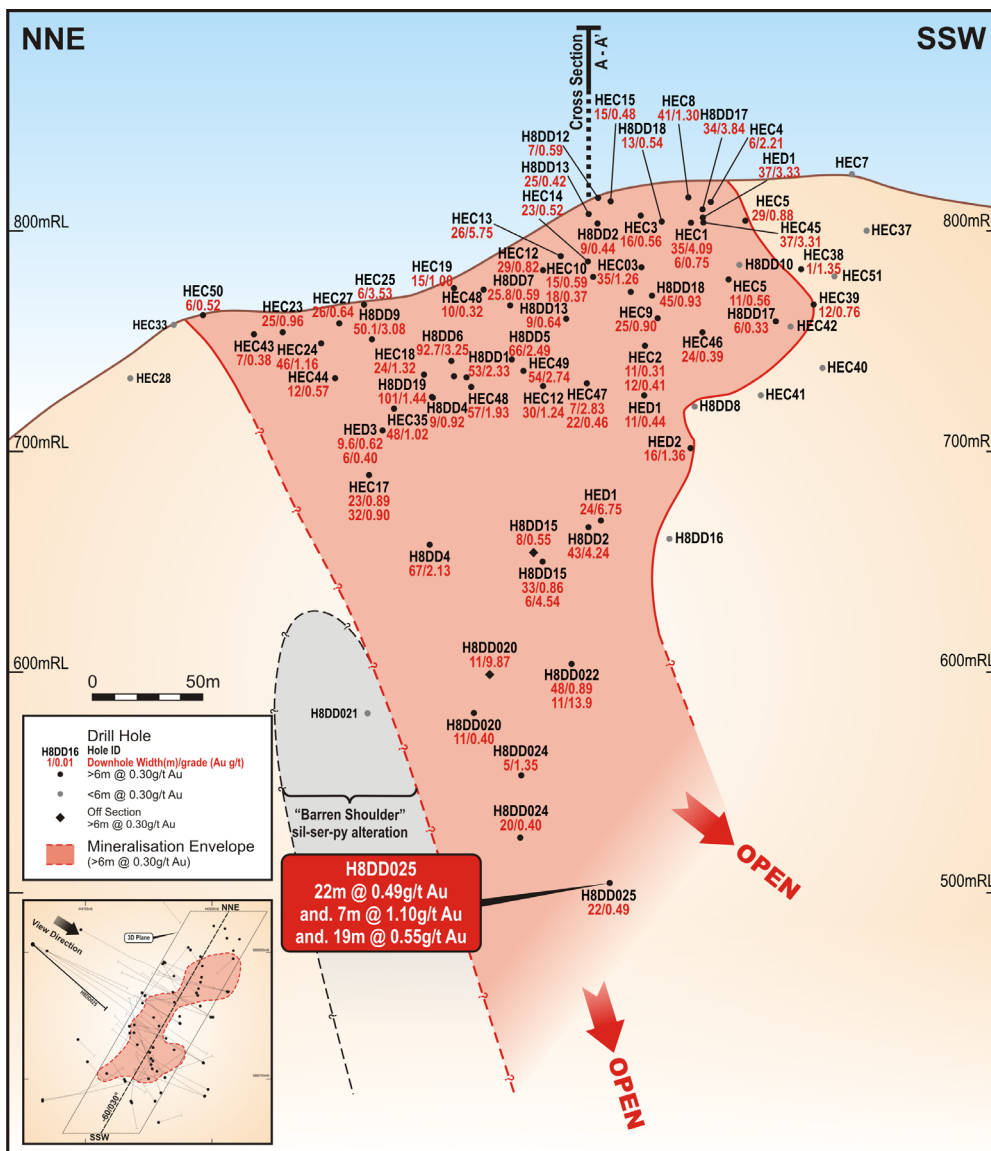 NNE
SSW
Cross Section
A - A'
HEC15
15/0.48
HEC8
41/1.30
H8DD17
34/3.84
HEC4
6/2.21
H8DD18
13/0.54
H8DD12
7/0.59
HED1
37/3.33
HEC7
H8DD13
25/0.42
HEC14
23/0.52
HEC13
26/5.75
HEC5
29/0.88
HEC45
37/3.31
800mRL
800mRL
HEC37
H8DD2
9/0.44
HEC3
16/0.56
HEC1
35/4.09
6/0.75
HEC38
1/1.35
HEC12
29/0.82
HEC10
15/0.59
18/0.37
HEC03
35/1.26
H8DD10
HEC51
HEC19
15/1.08
HEC25
6/3.53
HEC50
6/0.52
H8DD7
25.8/0.59
H8DD18
45/0.93
HEC5
11/0.56
HEC39
12/0.76
HEC48
10/0.32
HEC27
26/0.64
HEC23
25/0.96
H8DD9
50.1/3.08
H8DD13
9/0.64
HEC9
25/0.90
H8DD17
6/0.33
HEC42
HEC33
HEC43
7/0.38
HEC24
46/1.16
H8DD6
92.7/3.25
H8DD5
66/2.49
HEC46
24/0.39
HEC18
24/1.32
H8DD1
53/2.33
HEC49
54/2.74
HEC2
11/0.31
12/0.41
HEC40
HEC28
HEC44
12/0.57
H8DD19
101/1.44
HEC48
57/1.93
HEC12
30/1.24
HEC47
7/2.83
22/0.46
HED1
11/0.44
HEC41
H8DD8
H8DD4
9/0.92
HEC35
48/1.02
HED3
9.6/0.62
6/0.40
700mRL
700mRL
HED2
16/1.36
HEC17
23/0.89
32/0.90
HED1
24/6.75
H8DD15
8/0.55
H8DD2
43/4.24
H8DD16
H8DD4
67/2.13
H8DD15
33/0.86
6/4.54
600mRL
600mRL
H8DD020
11/9.87
H8DD022
48/0.89
11/13.9
H8DD021
H8DD020
11/0.40
H8DD024
5/1.35
H8DD024
20/0.40
0
50m
Drill Hole
H8DD16 Hole ID
1/0.01 Downhole Width(m)/grade (Au g/t)
>6m @ 0.30g/t Au
<6m @ 0.30g/t Au
Off Section
>6m @ 0.30g/t Au
Mineralisation Envelope
(>6m @ 0.30g/t Au)
"Barren Shoulder"
sil-ser-py alteration
H8DD025
22m @ 0.49g/t Au
and. 7m @ 1.10g/t Au
and. 19m @ 0.55g/t Au
H8DD025
22/0.49
500mRL
OPEN
OPEN
NNE
View Direction
3D Plane
H8DD025
-60/030°
SSW